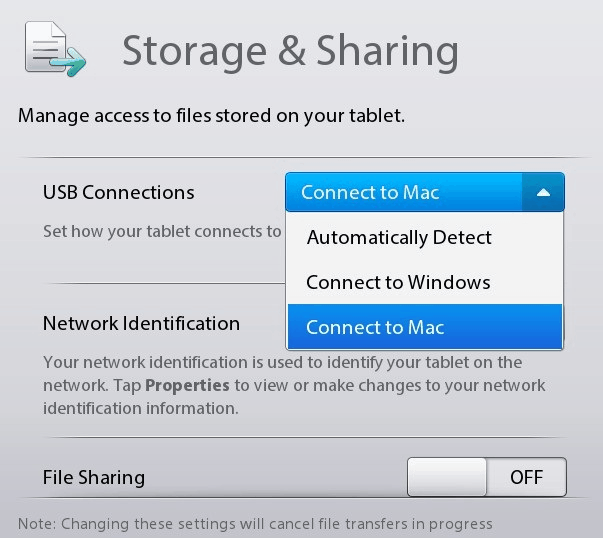 Storage & Sharing
Manage access to files stored on your tablet.
USB Connections
Connect to Mac
Set how your tablet connects to
Automatically Detect
Connect to Windows
Connect to Mac
Network Identification
Your network identification is used to identify your tablet on the
network. Tap Properties to view or make changes to your network
identification information.
File Sharing
OFF
Note: Changing these settings will cancel file transfers in progress